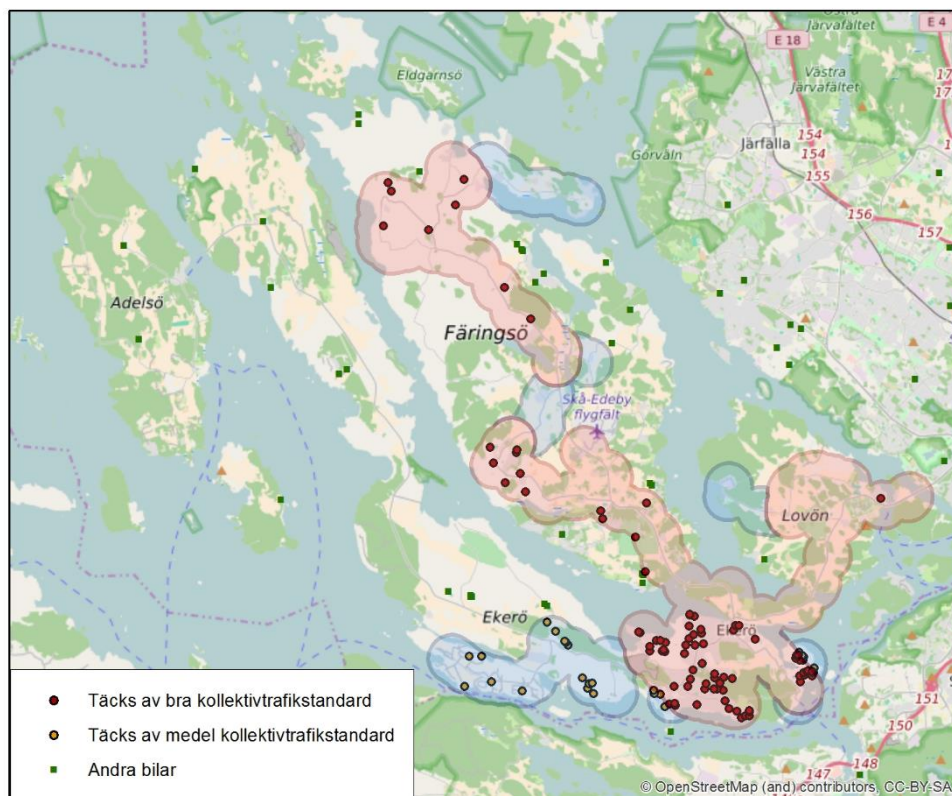 Östra
Järvafältet
E 4
E 18
Eldgarnsö
Västra
Järvafältet
Görväln
Järfälla
154
154
155
156
157
Adelsö
Färingsö
Skå-Edeby
flygfält
Lovön
Ekerö
Ekerö
Täcks av bra kollektivtrafikstandard
Täcks av medel kollektivtrafikstandard
Andra bilar
151
150
148
147
© OpenStreetMap (and) contributors, CC-BY-SA